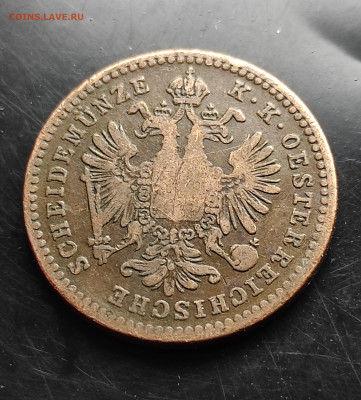 COINS.LAVE.RU
K. K. OESTERREICHISCHE SCHEIDEMÜNZE